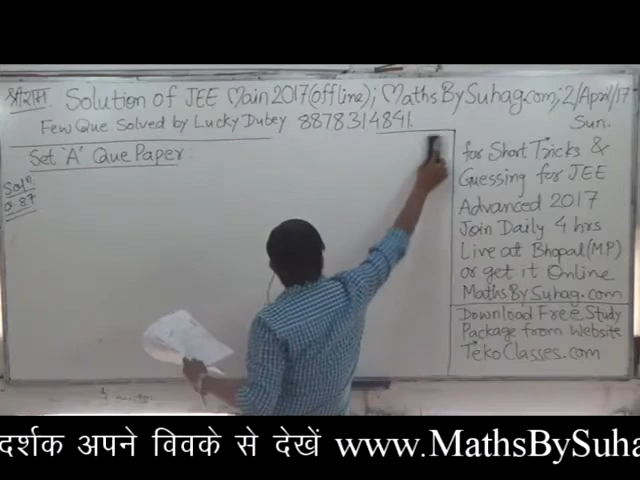 श्रीराम Solution of JEE Main 2017(offline); MathsBySuhag.com; 2/April/17
Few Que Solved by Lucky Dubey 8878314841. Sun.
Set 'A' Que Paper
Solⁿ
Q.87
for Short Tricks &
Guessing for JEE
Advanced 2017
Join Daily 4 hrs
Live at Bhopal(M.P)
or get it Online
MathsBySuhag.com
Download Free Study
Package from Website
TekoClasses.com
दर्शक अपने विवके से देखें www.MathsBySuha